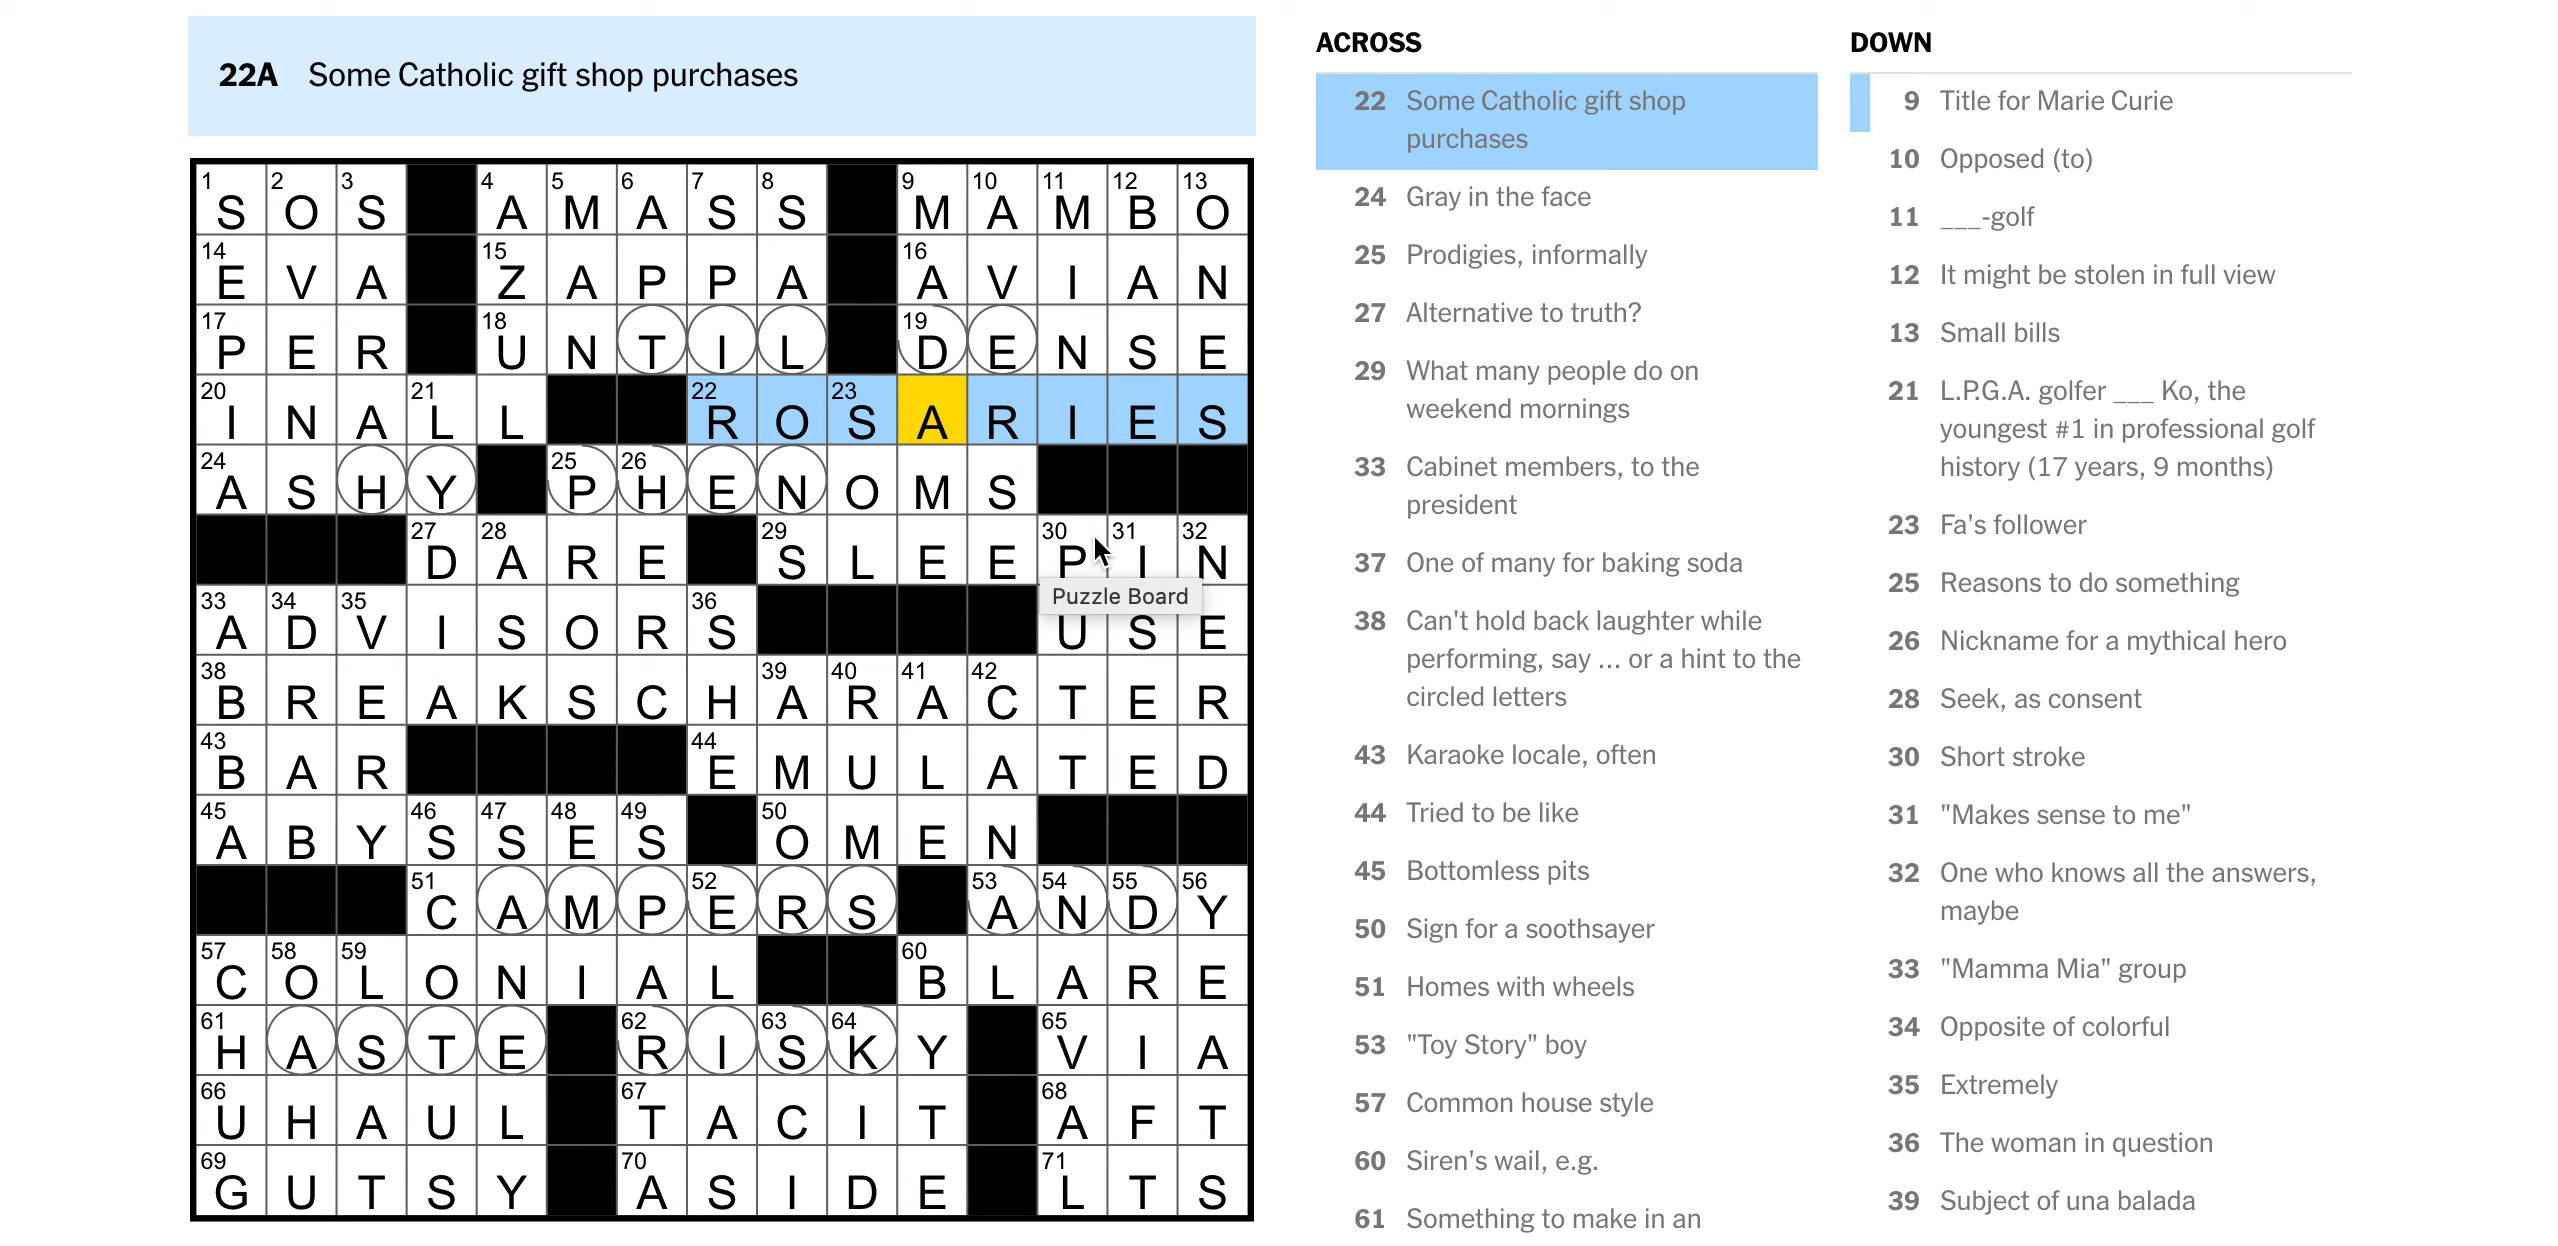 22A Some Catholic gift shop purchases
1 2 3 4 5 6 7 8 9 10 11 12 13
S O S A M A S S M A M B O
14 15 16
E V A Z A P P A A V I A N
17 18 19
P E R U N T I L D E N S E
20 21 22 23
I N A L L R O S A R I E S
24 25 26
A S H Y P H E N O M S
27 28 29 30 31 32
D A R E S L E E P I N
33 34 35 36
A D V I S O R S U S E
Puzzle Board
38 39 40 41 42
B R E A K S C H A R A C T E R
43 44
B A R E M U L A T E D
45 46 47 48 49 50
A B Y S S E S O M E N
51 52 53 54 55 56
C A M P E R S A N D Y
57 58 59 60
C O L O N I A L B L A R E
61 62 63 64 65
H A S T E R I S K Y V I A
66 67 68
U H A U L T A C I T A F T
69 70 71
G U T S Y A S I D E L T S
ACROSS
22 Some Catholic gift shop
purchases
24 Gray in the face
25 Prodigies, informally
27 Alternative to truth?
29 What many people do on
weekend mornings
33 Cabinet members, to the
president
37 One of many for baking soda
38 Can't hold back laughter while
performing, say ... or a hint to the
circled letters
43 Karaoke locale, often
44 Tried to be like
45 Bottomless pits
50 Sign for a soothsayer
51 Homes with wheels
53 "Toy Story" boy
57 Common house style
60 Siren's wail, e.g.
61 Something to make in an
DOWN
9 Title for Marie Curie
10 Opposed (to)
11 ___-golf
12 It might be stolen in full view
13 Small bills
21 L.P.G.A. golfer ___ Ko, the
youngest #1 in professional golf
history (17 years, 9 months)
23 Fa's follower
25 Reasons to do something
26 Nickname for a mythical hero
28 Seek, as consent
30 Short stroke
31 "Makes sense to me"
32 One who knows all the answers,
maybe
33 "Mamma Mia" group
34 Opposite of colorful
35 Extremely
36 The woman in question
39 Subject of una balada